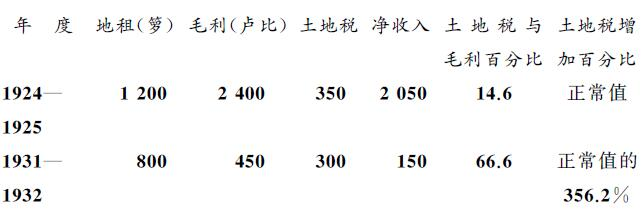 年 度 地租(箩) 毛利(卢比) 土地税 净收入 土 地 税 与 土地税增
毛利百分比 加百分比
1924— 1 200 2 400 350 2 050 14.6 正常值
1925
1931— 800 450 300 150 66.6 正常值的
1932 356.2%